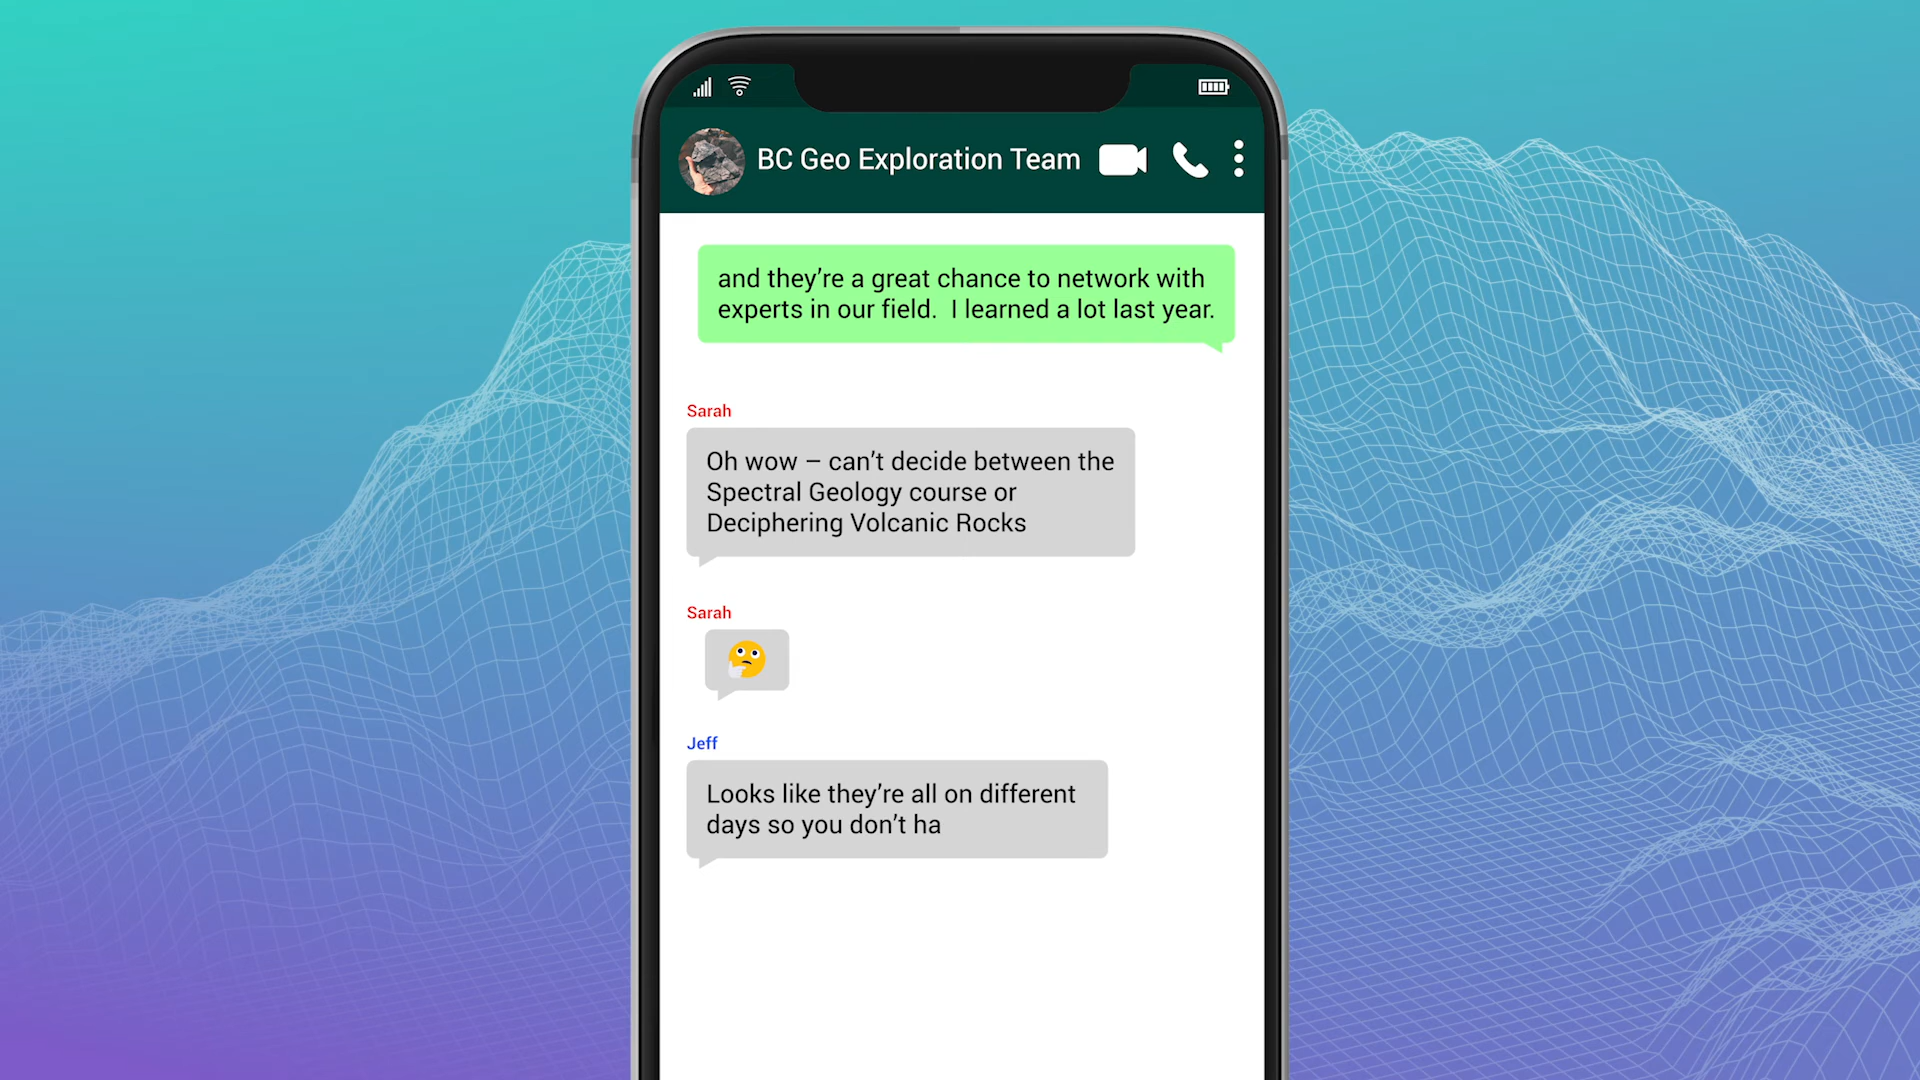 BC Geo Exploration Team
and they’re a great chance to network with
experts in our field.  I learned a lot last year.
Sarah
Oh wow – can’t decide between the
Spectral Geology course or
Deciphering Volcanic Rocks
Sarah
🤔
Jeff
Looks like they’re all on different
days so you don’t ha